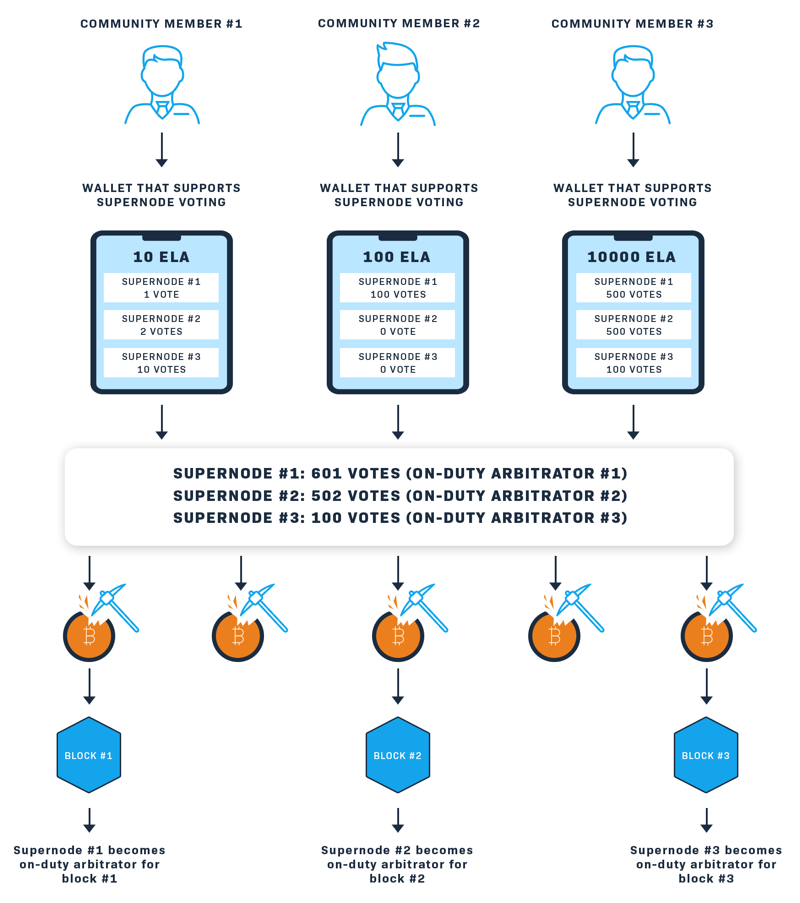 COMMUNITY MEMBER #1
COMMUNITY MEMBER #2
COMMUNITY MEMBER #3
WALLET THAT SUPPORTS
SUPERNODE VOTING
WALLET THAT SUPPORTS
SUPERNODE VOTING
WALLET THAT SUPPORTS
SUPERNODE VOTING
10 ELA
SUPERNODE #1
1 VOTE
SUPERNODE #2
2 VOTES
SUPERNODE #3
10 VOTES
100 ELA
SUPERNODE #1
100 VOTES
SUPERNODE #2
0 VOTE
SUPERNODE #3
0 VOTE
10000 ELA
SUPERNODE #1
500 VOTES
SUPERNODE #2
500 VOTES
SUPERNODE #3
100 VOTES
SUPERNODE #1: 601 VOTES (ON-DUTY ARBITRATOR #1)
SUPERNODE #2: 502 VOTES (ON-DUTY ARBITRATOR #2)
SUPERNODE #3: 100 VOTES (ON-DUTY ARBITRATOR #3)
BLOCK #1
BLOCK #2
BLOCK #3
Supernode #1 becomes
on-duty arbitrator for
block #1
Supernode #2 becomes
on-duty arbitrator for
block #2
Supernode #3 becomes
on-duty arbitrator for
block #3